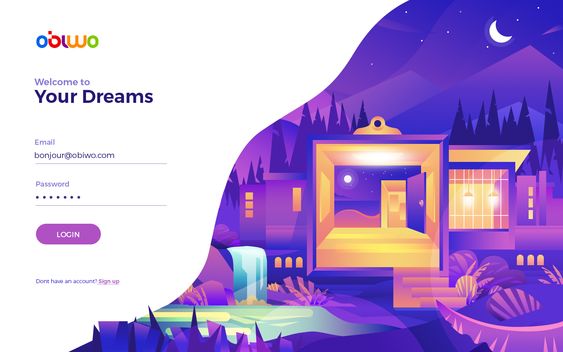 obiwo
Welcome to
Your Dreams
Email
bonjour@obiwo.com
Password
LOGIN
Dont have an account? Sign up